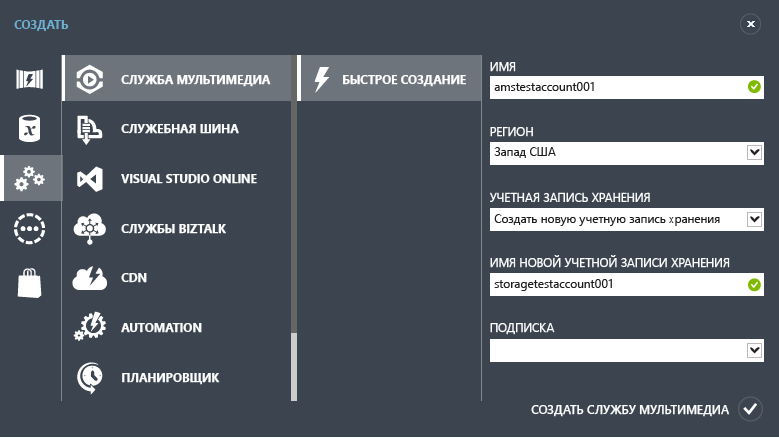 СОЗДАТЬ
СЛУЖБА МУЛЬТИМЕДИА
СЛУЖЕБНАЯ ШИНА
VISUAL STUDIO ONLINE
СЛУЖБЫ BIZTALK
CDN
AUTOMATION
ПЛАНИРОВЩИК
БЫСТРОЕ СОЗДАНИЕ
ИМЯ
amstestaccount001
РЕГИОН
Запад США
УЧЕТНАЯ ЗАПИСЬ ХРАНЕНИЯ
Создать новую учетную запись хранения
ИМЯ НОВОЙ УЧЕТНОЙ ЗАПИСИ ХРАНЕНИЯ
storagetestaccount001
ПОДПИСКА
СОЗДАТЬ СЛУЖБУ МУЛЬТИМЕДИА